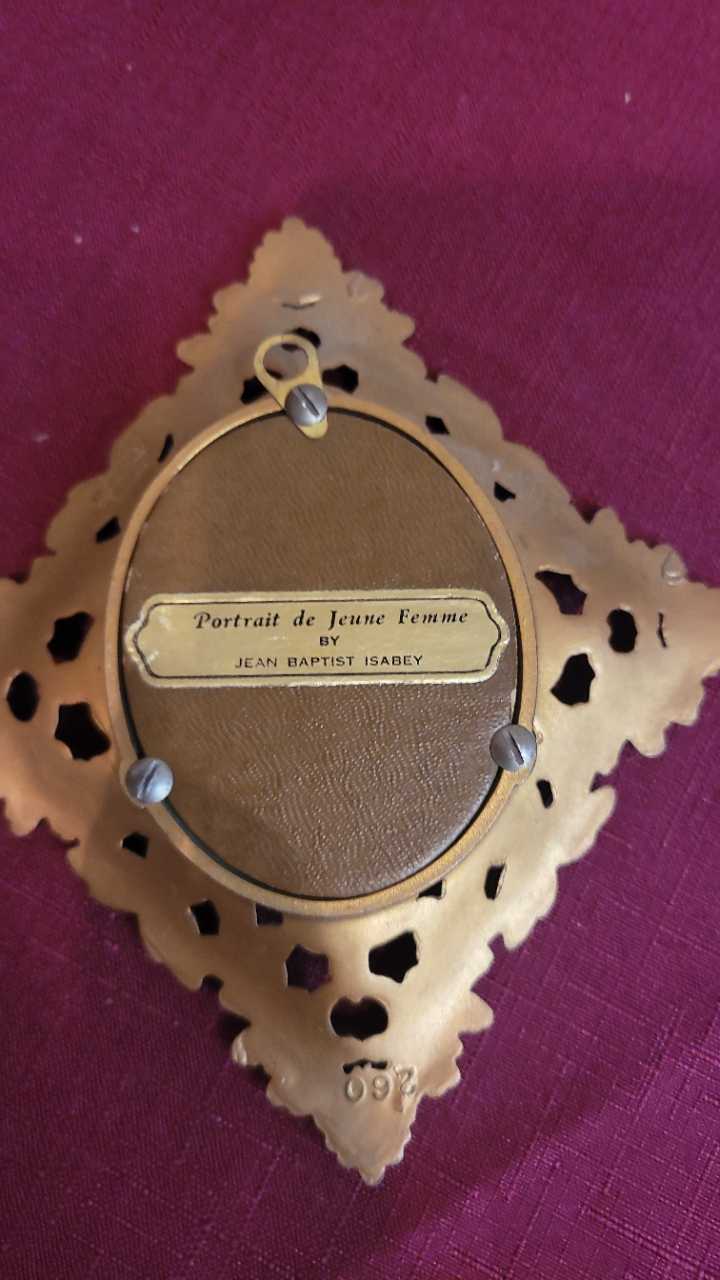 Portrait de Jeune Femme
BY
JEAN BAPTIST ISABEY
260